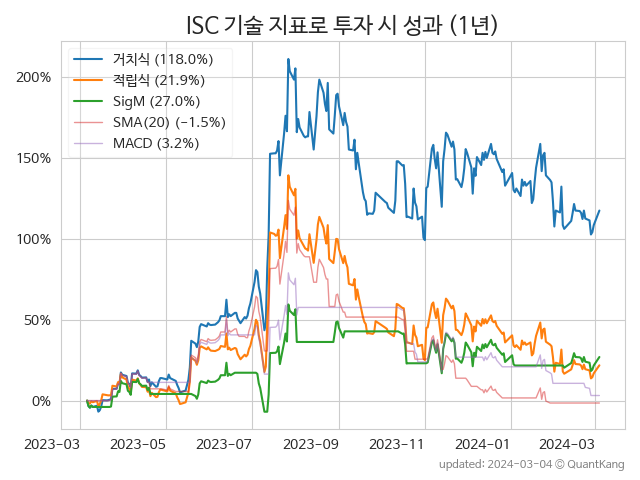 ISC 기술 지표로 투자 시 성과 (1년)
거치식 (118.0%)
적립식 (21.9%)
SigM (27.0%)
SMA(20) (−1.5%)
MACD (3.2%)
200%
150%
100%
50%
0%
2023-03 2023-05 2023-07 2023-09 2023-11 2024-01 2024-03
updated: 2024-03-04 © QuantKang